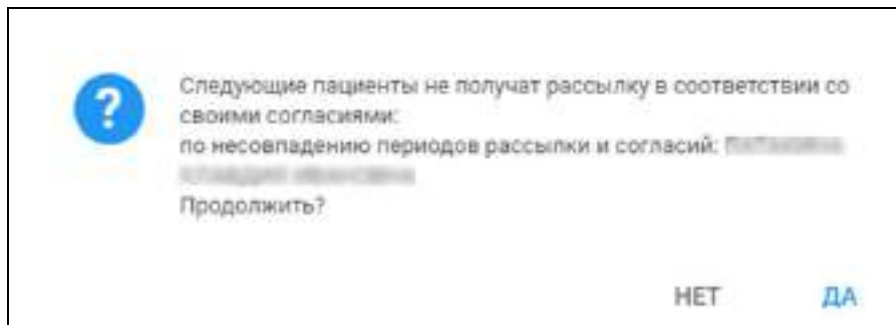 ?
Следующие пациенты не получат рассылку в соответствии со
своими согласиями:
по несовпадению периодов рассылки и согласий:
Продолжить?
НЕТ ДА